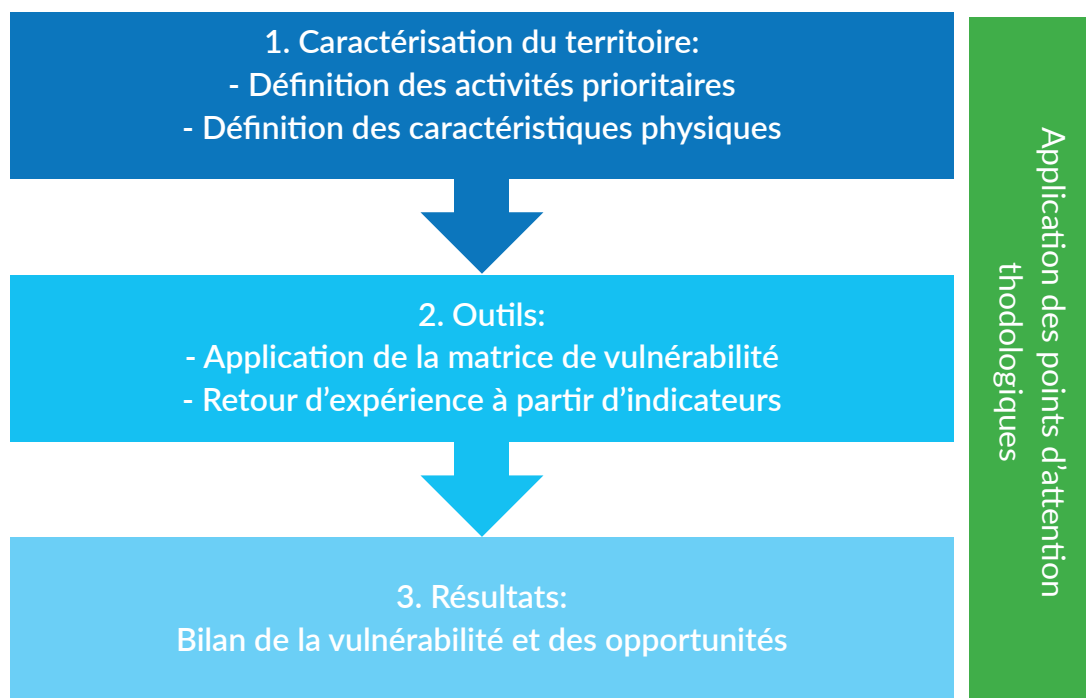 1. Caractérisation du territoire:
- Définition des activités prioritaires
- Définition des caractéristiques physiques
2. Outils:
- Application de la matrice de vulnérabilité
- Retour d’expérience à partir d’indicateurs
3. Résultats:
Bilan de la vulnérabilité et des opportunités
Application des points d’attention
thodologiques